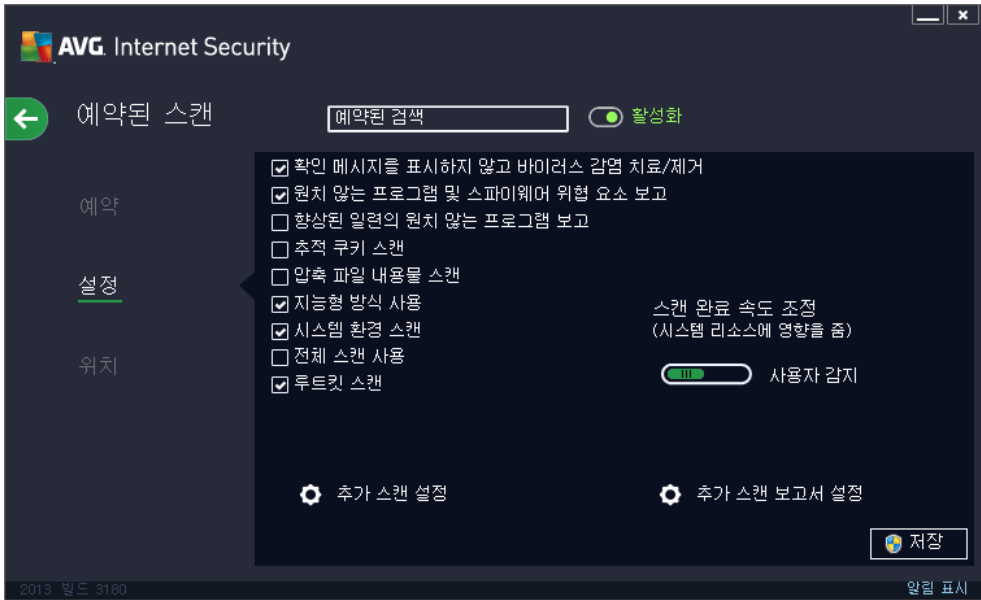 AVG. Internet Security
예약된 스캔
예약된 검색
활성화
예약
설정
위치
확인 메시지를 표시하지 않고 바이러스 감염 치료/제거
원치 않는 프로그램 및 스파이웨어 위협 요소 보고
향상된 일련의 원치 않는 프로그램 보고
추적 쿠키 스캔
압축 파일 내용물 스캔
지능형 방식 사용
시스템 환경 스캔
전체 스캔 사용
루트킷 스캔
스캔 완료 속도 조정
(시스템 리소스에 영향을 줌)
사용자 감지
추가 스캔 설정
추가 스캔 보고서 설정
저장
2013 빌드 3180
알림 표시